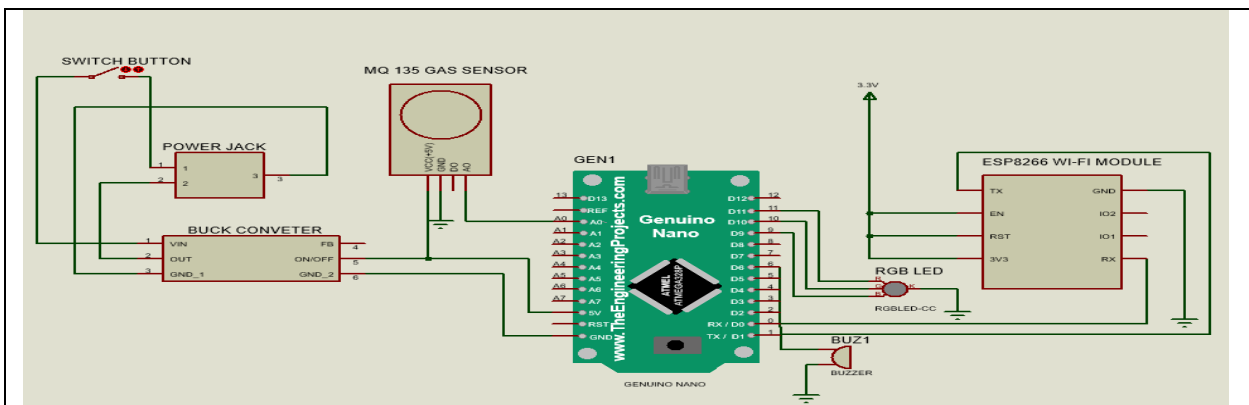 SWITCH BUTTON
MQ 135 GAS SENSOR
VCC(+5V)
GND
DO
AO
POWER JACK
1 1
2 2
3 3
BUCK CONVETER
1 VIN
2 OUT
3 GND_1
FB 4
ON/OFF 5
GND_2 6
GEN1
www.TheEngineeringProjects.com
Genuino
Nano
ATMEL
ATMEGA328P
13 D13
REF
A0 A0
A1 A1
A2 A2
A3 A3
A4 A4
A5 A5
A6 A6
A7 A7
5V
RST
GND
D12 12
D11 11
D10 10
D9 9
D8 8
D7 7
D6 6
D5 5
D4 4
D3 3
D2 2
RX / D0 0
TX / D1 1
GENUINO NANO
3.3V
ESP8266 WI-FI MODULE
TX
EN
RST
3V3
GND
IO2
IO1
RX
RGB LED
R
G
B
K
RGBLED-CC
BUZ1
BUZZER